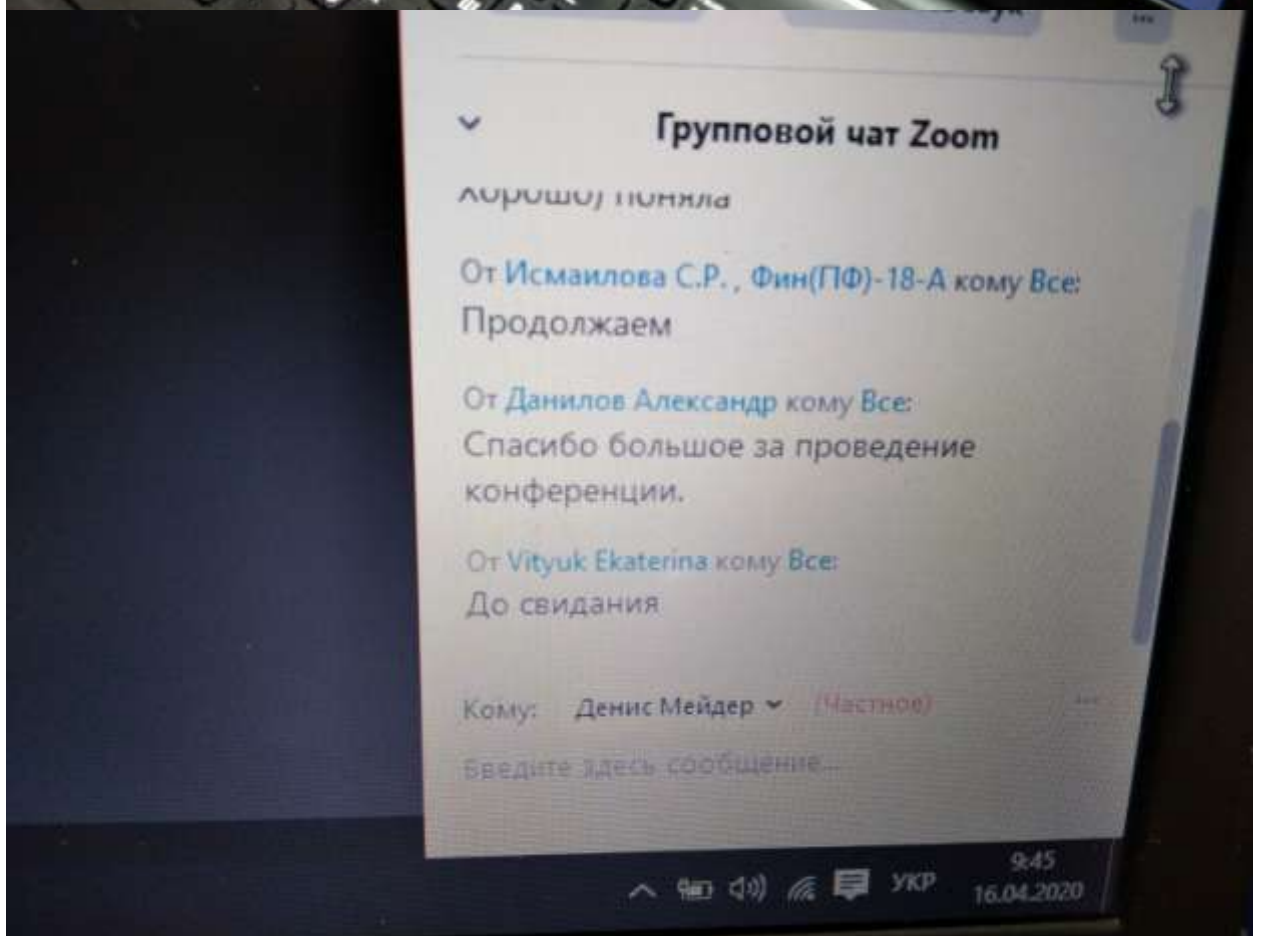 Групповой чат Zoom
поняла
От Исмаилова С.Р. , Фин(ПФ)-18-А кому Все:
Продолжаем
От Данилов Александр кому Все:
Спасибо большое за проведение
конференции.
От Vityuk Ekaterina кому Все:
До свидания
Кому: Денис Мейдер (Частное)
Введите здесь сообщение...
УКР
9:45
16.04.2020